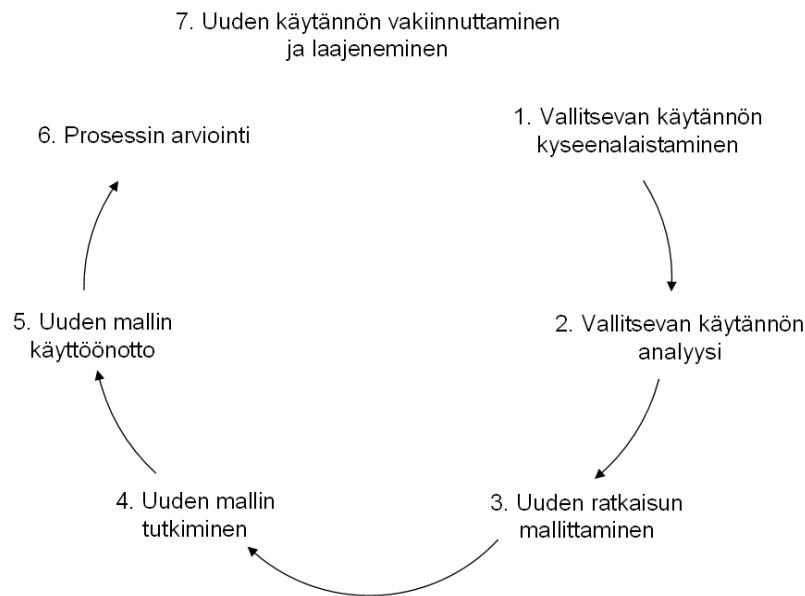 7. Uuden käytännön vakiinnuttaminen
ja laajeneminen
1. Vallitsevan käytännön
kyseenalaistaminen
2. Vallitsevan käytännön
analyysi
3. Uuden ratkaisun
mallittaminen
4. Uuden mallin
tutkiminen
5. Uuden mallin
käyttöönotto
6. Prosessin arviointi